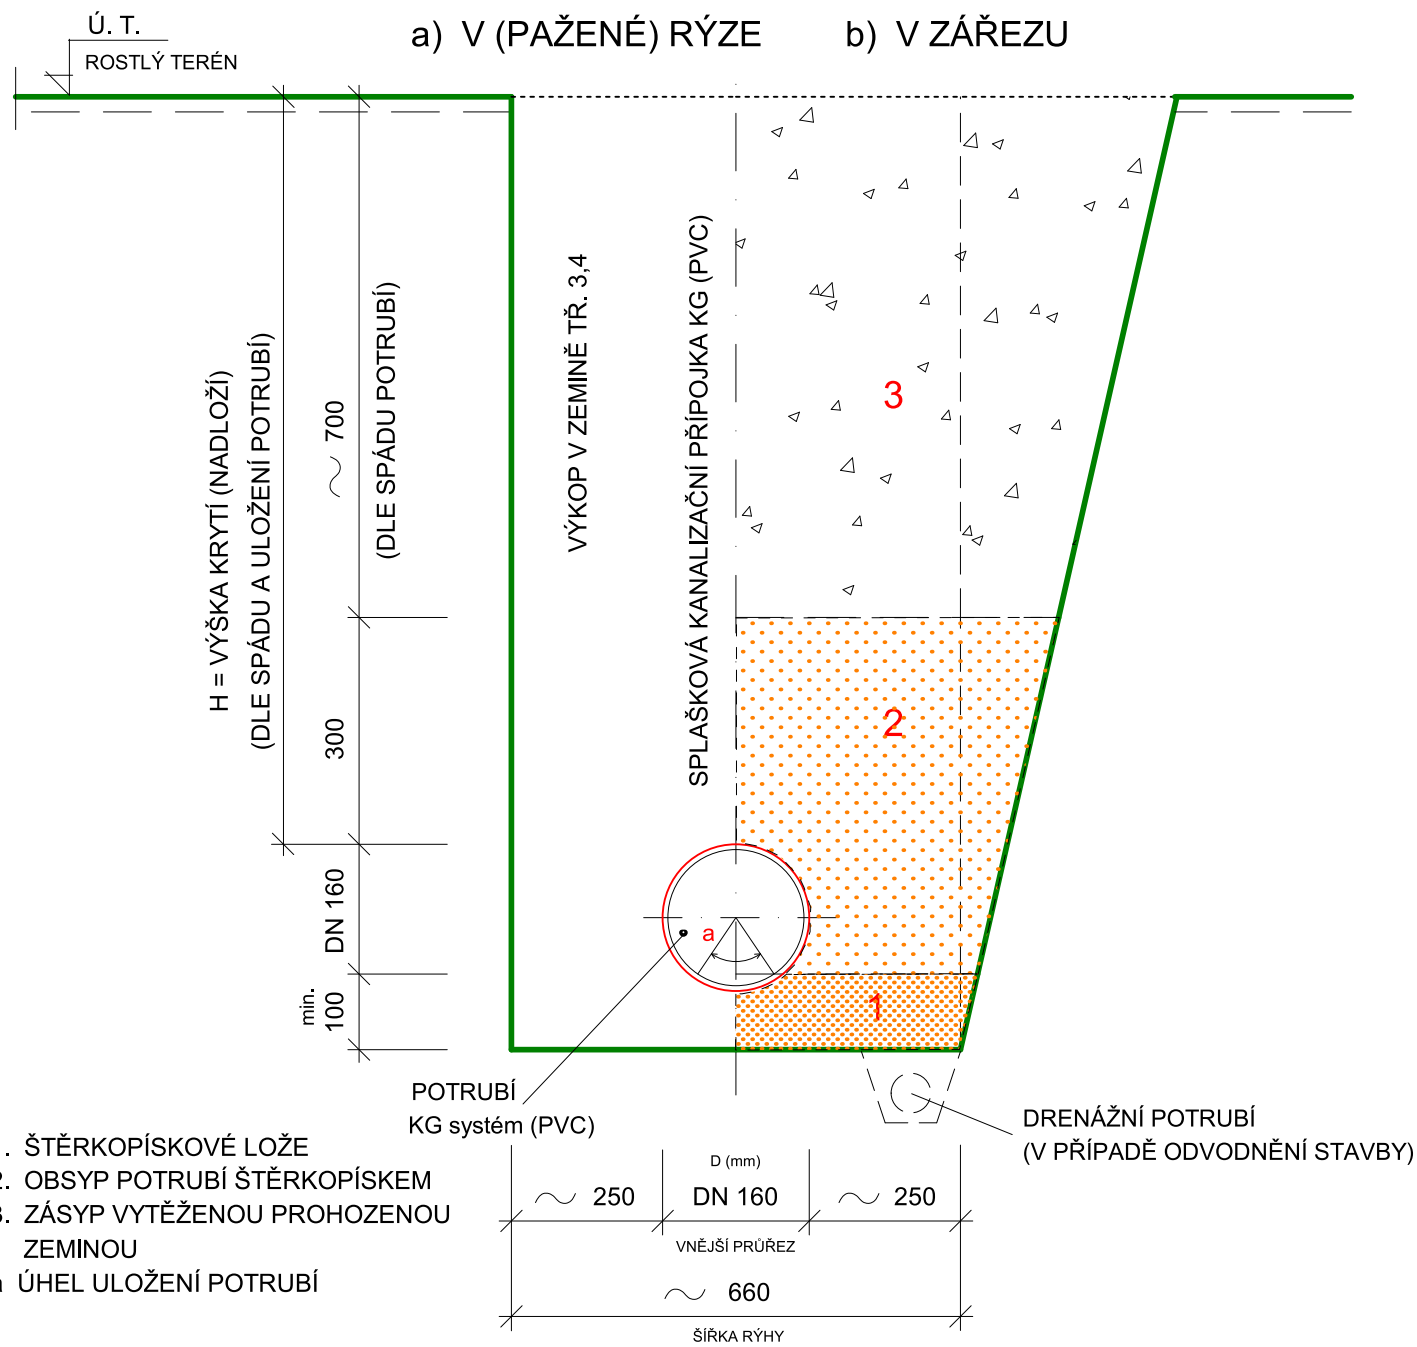 Ú. T.
ROSTLÝ TERÉN
a) V (PAŽENÉ) RÝZE
b) V ZÁŘEZU
H = VÝŠKA KRYTÍ (NADLOŽÍ)
(DLE SPÁDU A ULOŽENÍ POTRUBÍ)
~ 700
(DLE SPÁDU POTRUBÍ)
300
DN 160
min.
100
VÝKOP V ZEMINĚ TŘ. 3,4
SPLAŠKOVÁ KANALIZAČNÍ PŘÍPOJKA KG (PVC)
3
2
1
a
POTRUBÍ
KG systém (PVC)
DRENÁŽNÍ POTRUBÍ
(V PŘÍPADĚ ODVODNĚNÍ STAVBY)
. ŠTĚRKOPÍSKOVÉ LOŽE
2. OBSYP POTRUBÍ ŠTĚRKOPÍSKEM
3. ZÁSYP VYTĚŽENOU PROHOZENOU
ZEMINOU
a ÚHEL ULOŽENÍ POTRUBÍ
D (mm)
~ 250
DN 160
~ 250
VNĚJŠÍ PRŮŘEZ
~ 660
ŠÍŘKA RÝHY